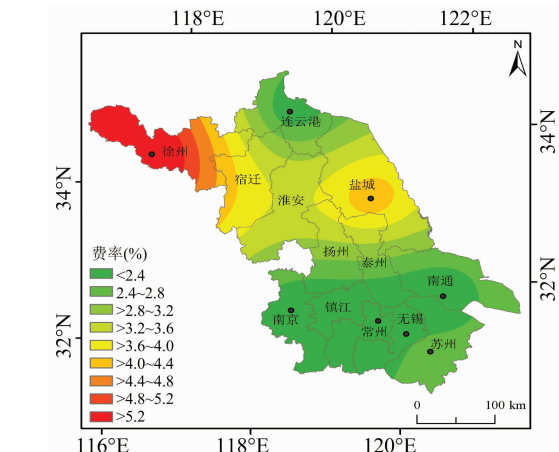 118°E 120°E 122°E
N
34°N
34°N
32°N
32°N
连云港
徐州
宿迁
盐城
淮安
扬州
泰州
南通
镇江
南京
常州
无锡
苏州
费率(%)
<2.4
2.4~2.8
>2.8~3.2
>3.2~3.6
>3.6~4.0
>4.0~4.4
>4.4~4.8
>4.8~5.2
>5.2
0 100 km
116°E 118°E 120°E